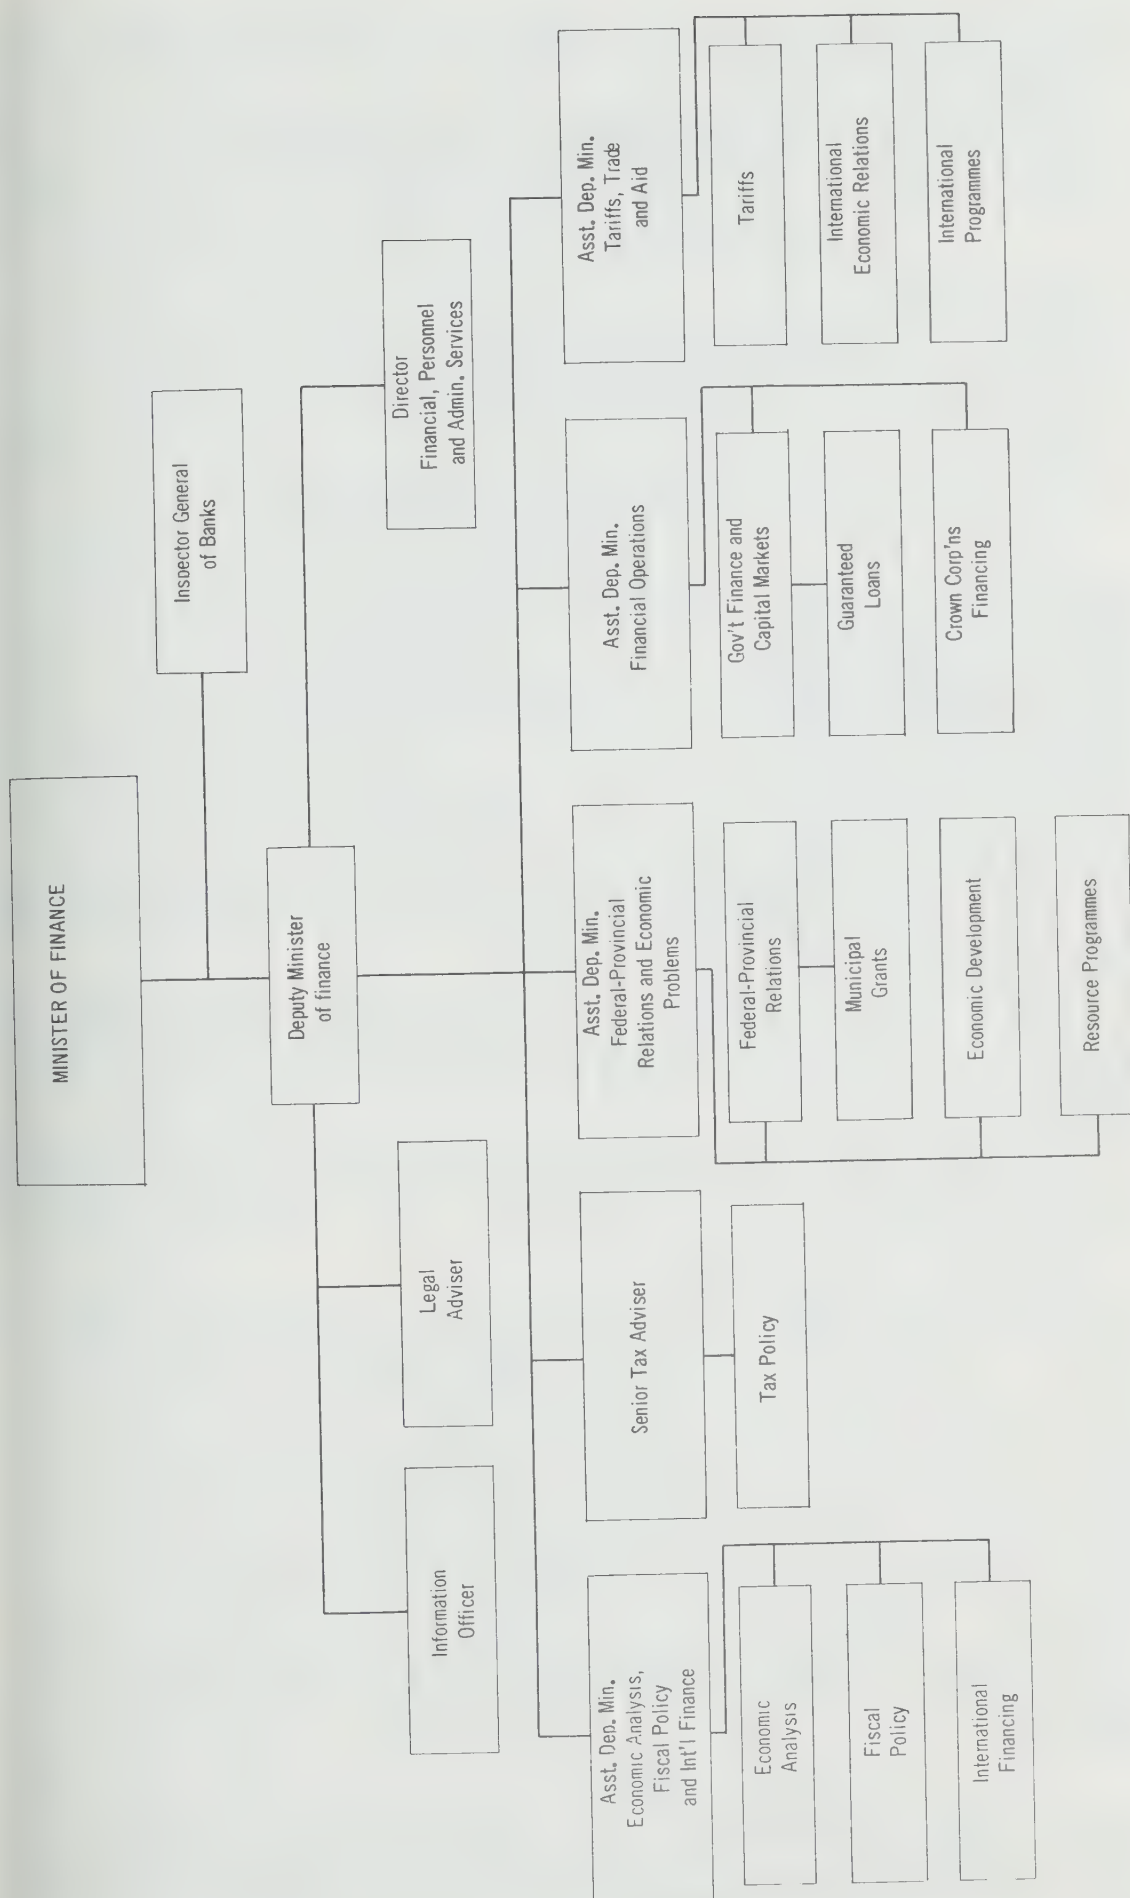 MINISTER OF FINANCE
Inspector General
of Banks
Deputy Minister
of finance
Information
Officer
Legal
Adviser
Director
Financial, Personnel
and Admin. Services
Asst. Dep. Min.
Economic Analysis,
Fiscal Policy
and Int'l Finance
Economic
Analysis
Fiscal
Policy
International
Financing
Senior Tax Adviser
Tax Policy
Asst. Dep. Min.
Federal-Provincial
Relations and Economic
Problems
Federal-Provincial
Relations
Municipal
Grants
Economic Development
Resource Programmes
Asst. Dep. Min.
Financial Operations
Gov't Finance and
Capital Markets
Guaranteed
Loans
Crown Corp'ns
Financing
Asst. Dep. Min.
Tariffs, Trade
and Aid
Tariffs
International
Economic Relations
International
Programmes